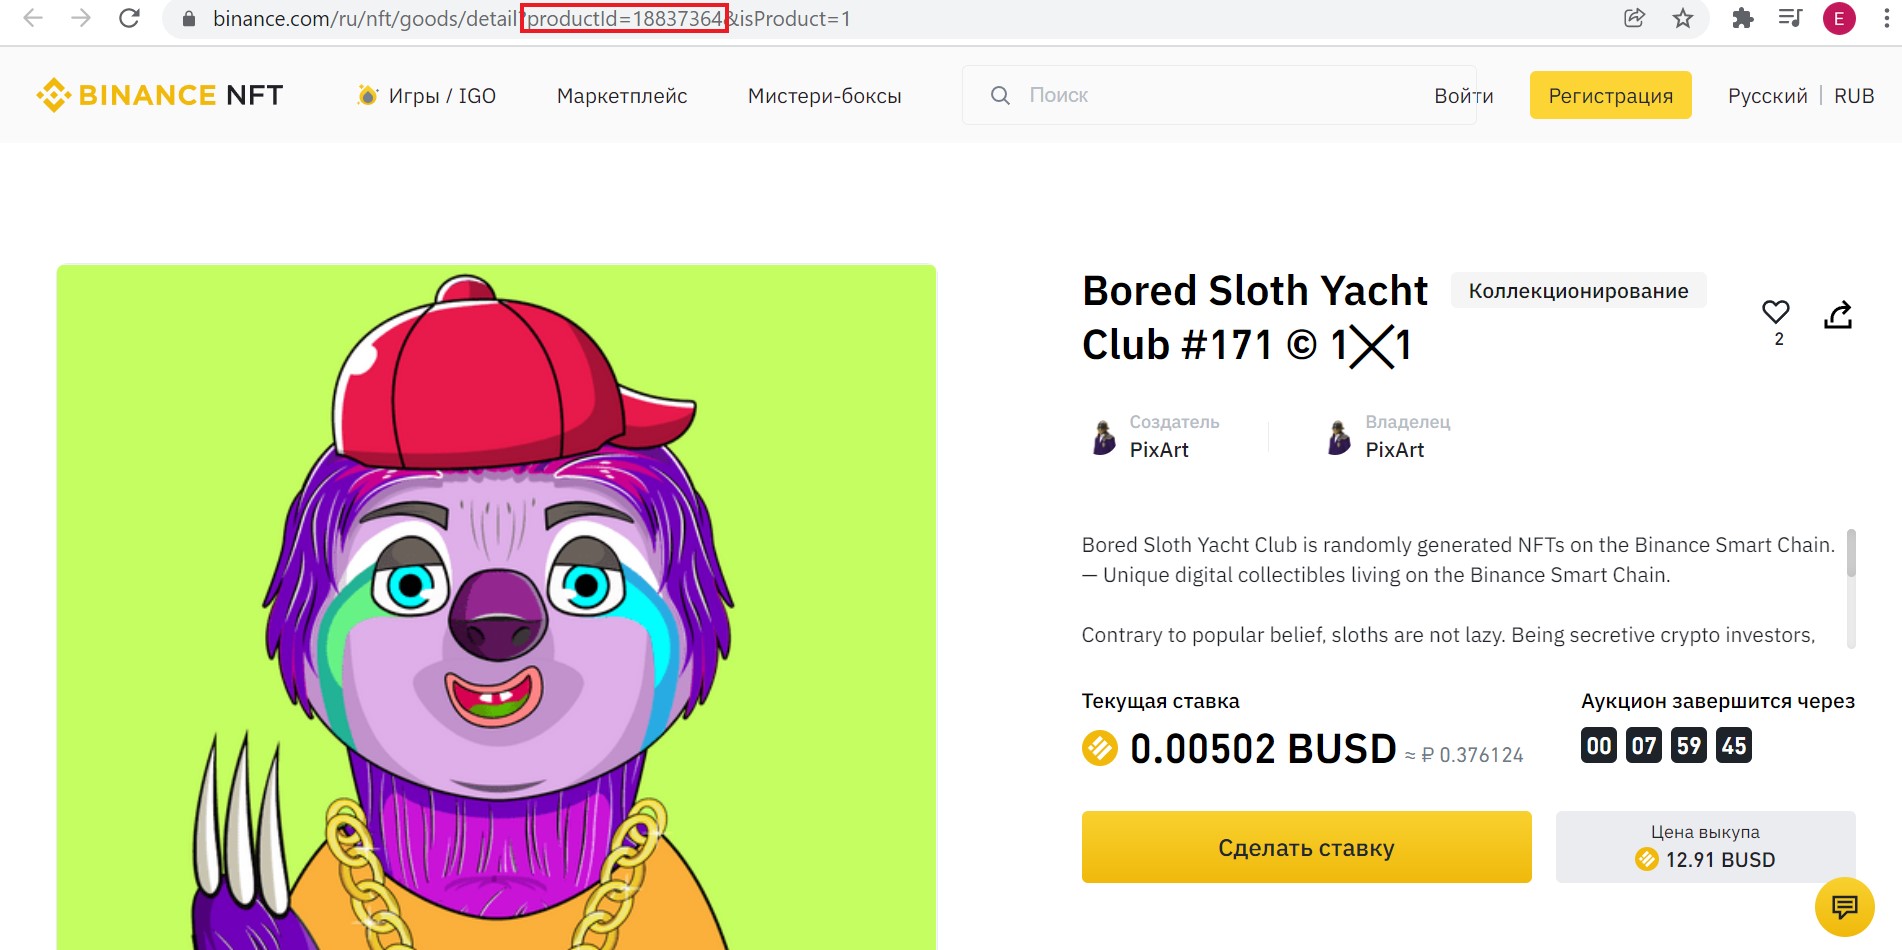 binance.com/ru/nft/goods/detail?productId=18837364&isProduct=1
E
BINANCE NFT
Игры / IGO
Маркетплейс
Мистери-боксы
Поиск
Войти
Регистрация
Русский | RUB
Bored Sloth Yacht
Club #171 © 1╳1
Коллекционирование
2
Создатель
PixArt
Владелец
PixArt
Bored Sloth Yacht Club is randomly generated NFTs on the Binance Smart Chain.
— Unique digital collectibles living on the Binance Smart Chain.
Contrary to popular belief, sloths are not lazy. Being secretive crypto investors,
Текущая ставка
0.00502 BUSD ≈ ₽ 0.376124
Аукцион завершится через
00 07 59 45
Сделать ставку
Цена выкупа
12.91 BUSD